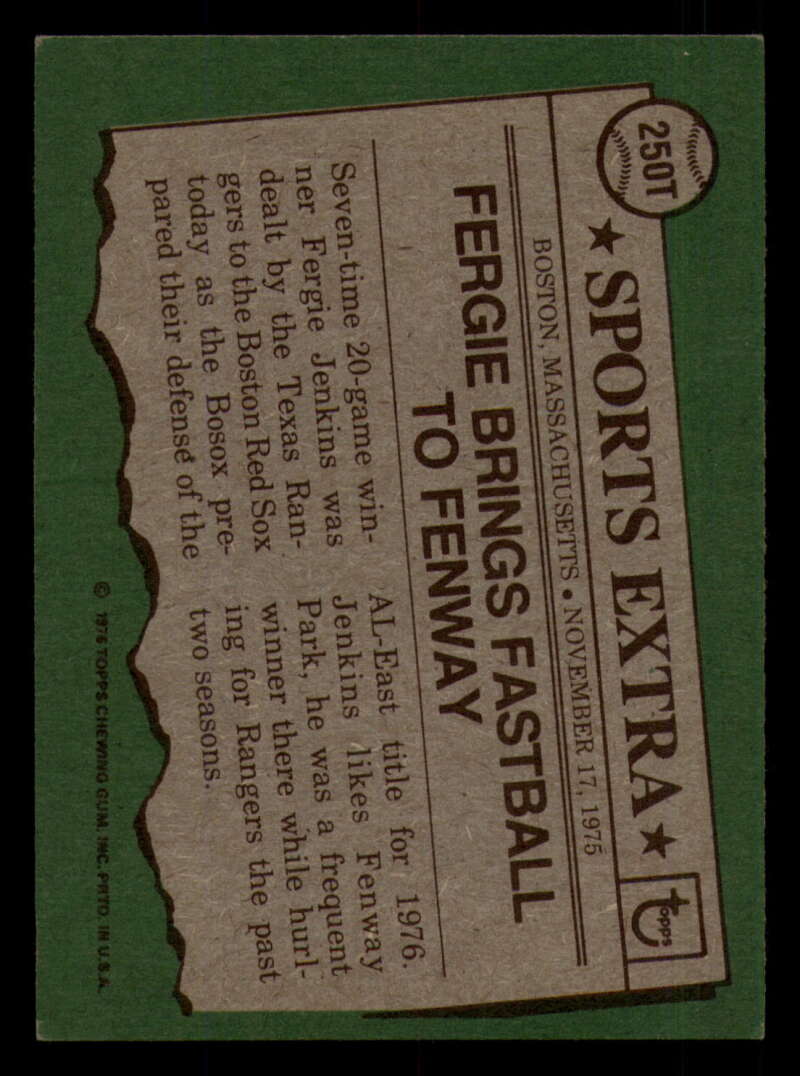 250T
★ SPORTS EXTRA ★
topps
BOSTON, MASSACHUSETTS • NOVEMBER 17, 1975
FERGIE BRINGS FASTBALL
TO FENWAY
Seven-time 20-game win-
ner Fergie Jenkins was
dealt by the Texas Ran-
gers to the Boston Red Sox
today as the Bosox pre-
pared their defense of the
AL-East title for 1976.
Jenkins likes Fenway
Park, he was a frequent
winner there while hurl-
ing for Rangers the past
two seasons.
© 1976 TOPPS CHEWING GUM, INC. PRTD. IN U.S.A.